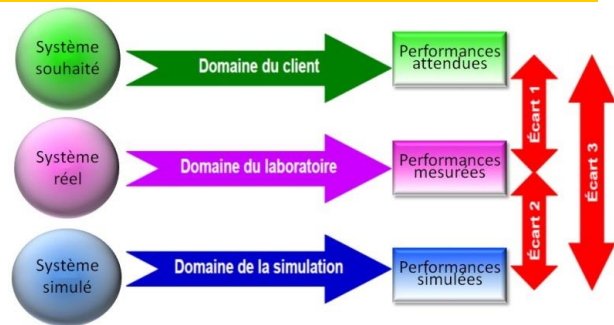 Système
souhaité
Domaine du client
Performances
attendues
Écart 1
Écart 3
Système
réel
Domaine du laboratoire
Performances
mesurées
Écart 2
Système
simulé
Domaine de la simulation
Performances
simulées